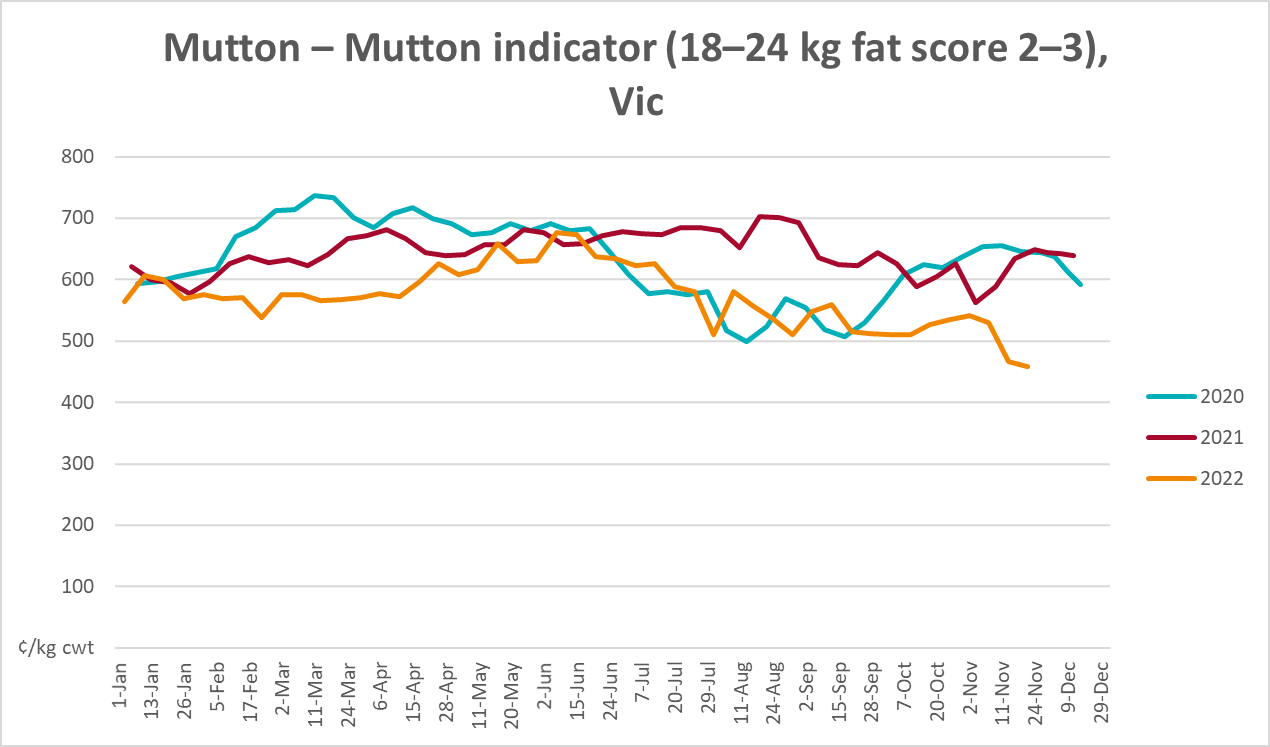 Mutton – Mutton indicator (18–24 kg fat score 2–3),
Vic
800
700
600
500
400
300
200
100
¢/kg cwt
1-Jan
13-Jan
26-Jan
5-Feb
17-Feb
2-Mar
11-Mar
24-Mar
6-Apr
15-Apr
28-Apr
11-May
20-May
2-Jun
15-Jun
24-Jun
7-Jul
20-Jul
29-Jul
11-Aug
24-Aug
2-Sep
15-Sep
28-Sep
7-Oct
20-Oct
2-Nov
11-Nov
24-Nov
9-Dec
29-Dec
2020
2021
2022